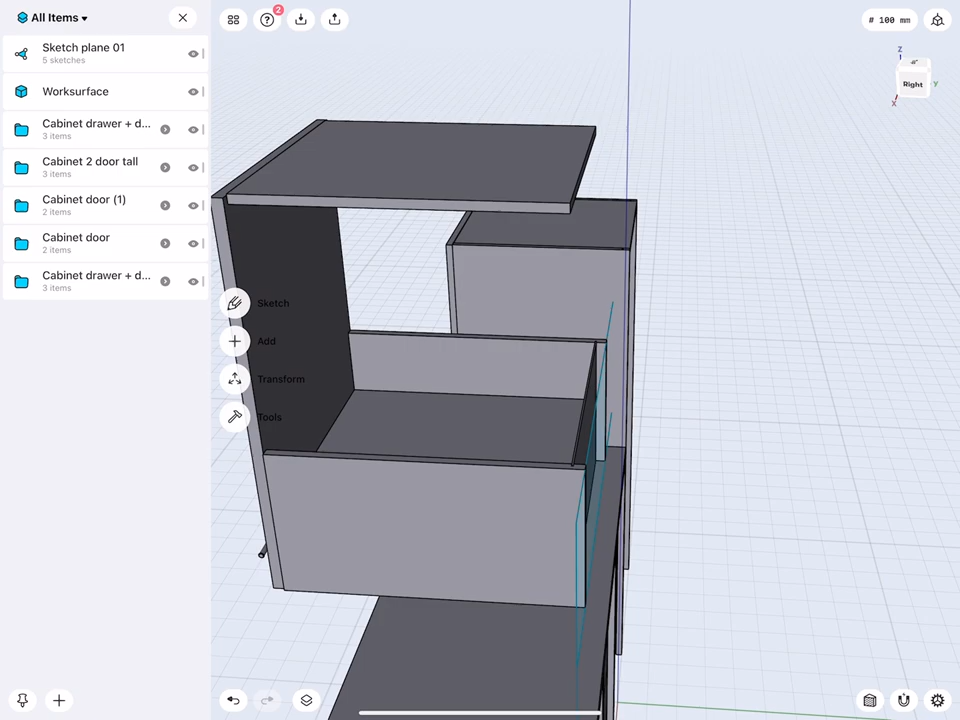 All Items
2
# 100 mm
Sketch plane 01
5 sketches
Worksurface
Cabinet drawer + d...
3 items
Cabinet 2 door tall
3 items
Cabinet door (1)
2 items
Cabinet door
2 items
Cabinet drawer + d...
3 items
Sketch
Add
Transform
Tools
Z
Right
Y
X